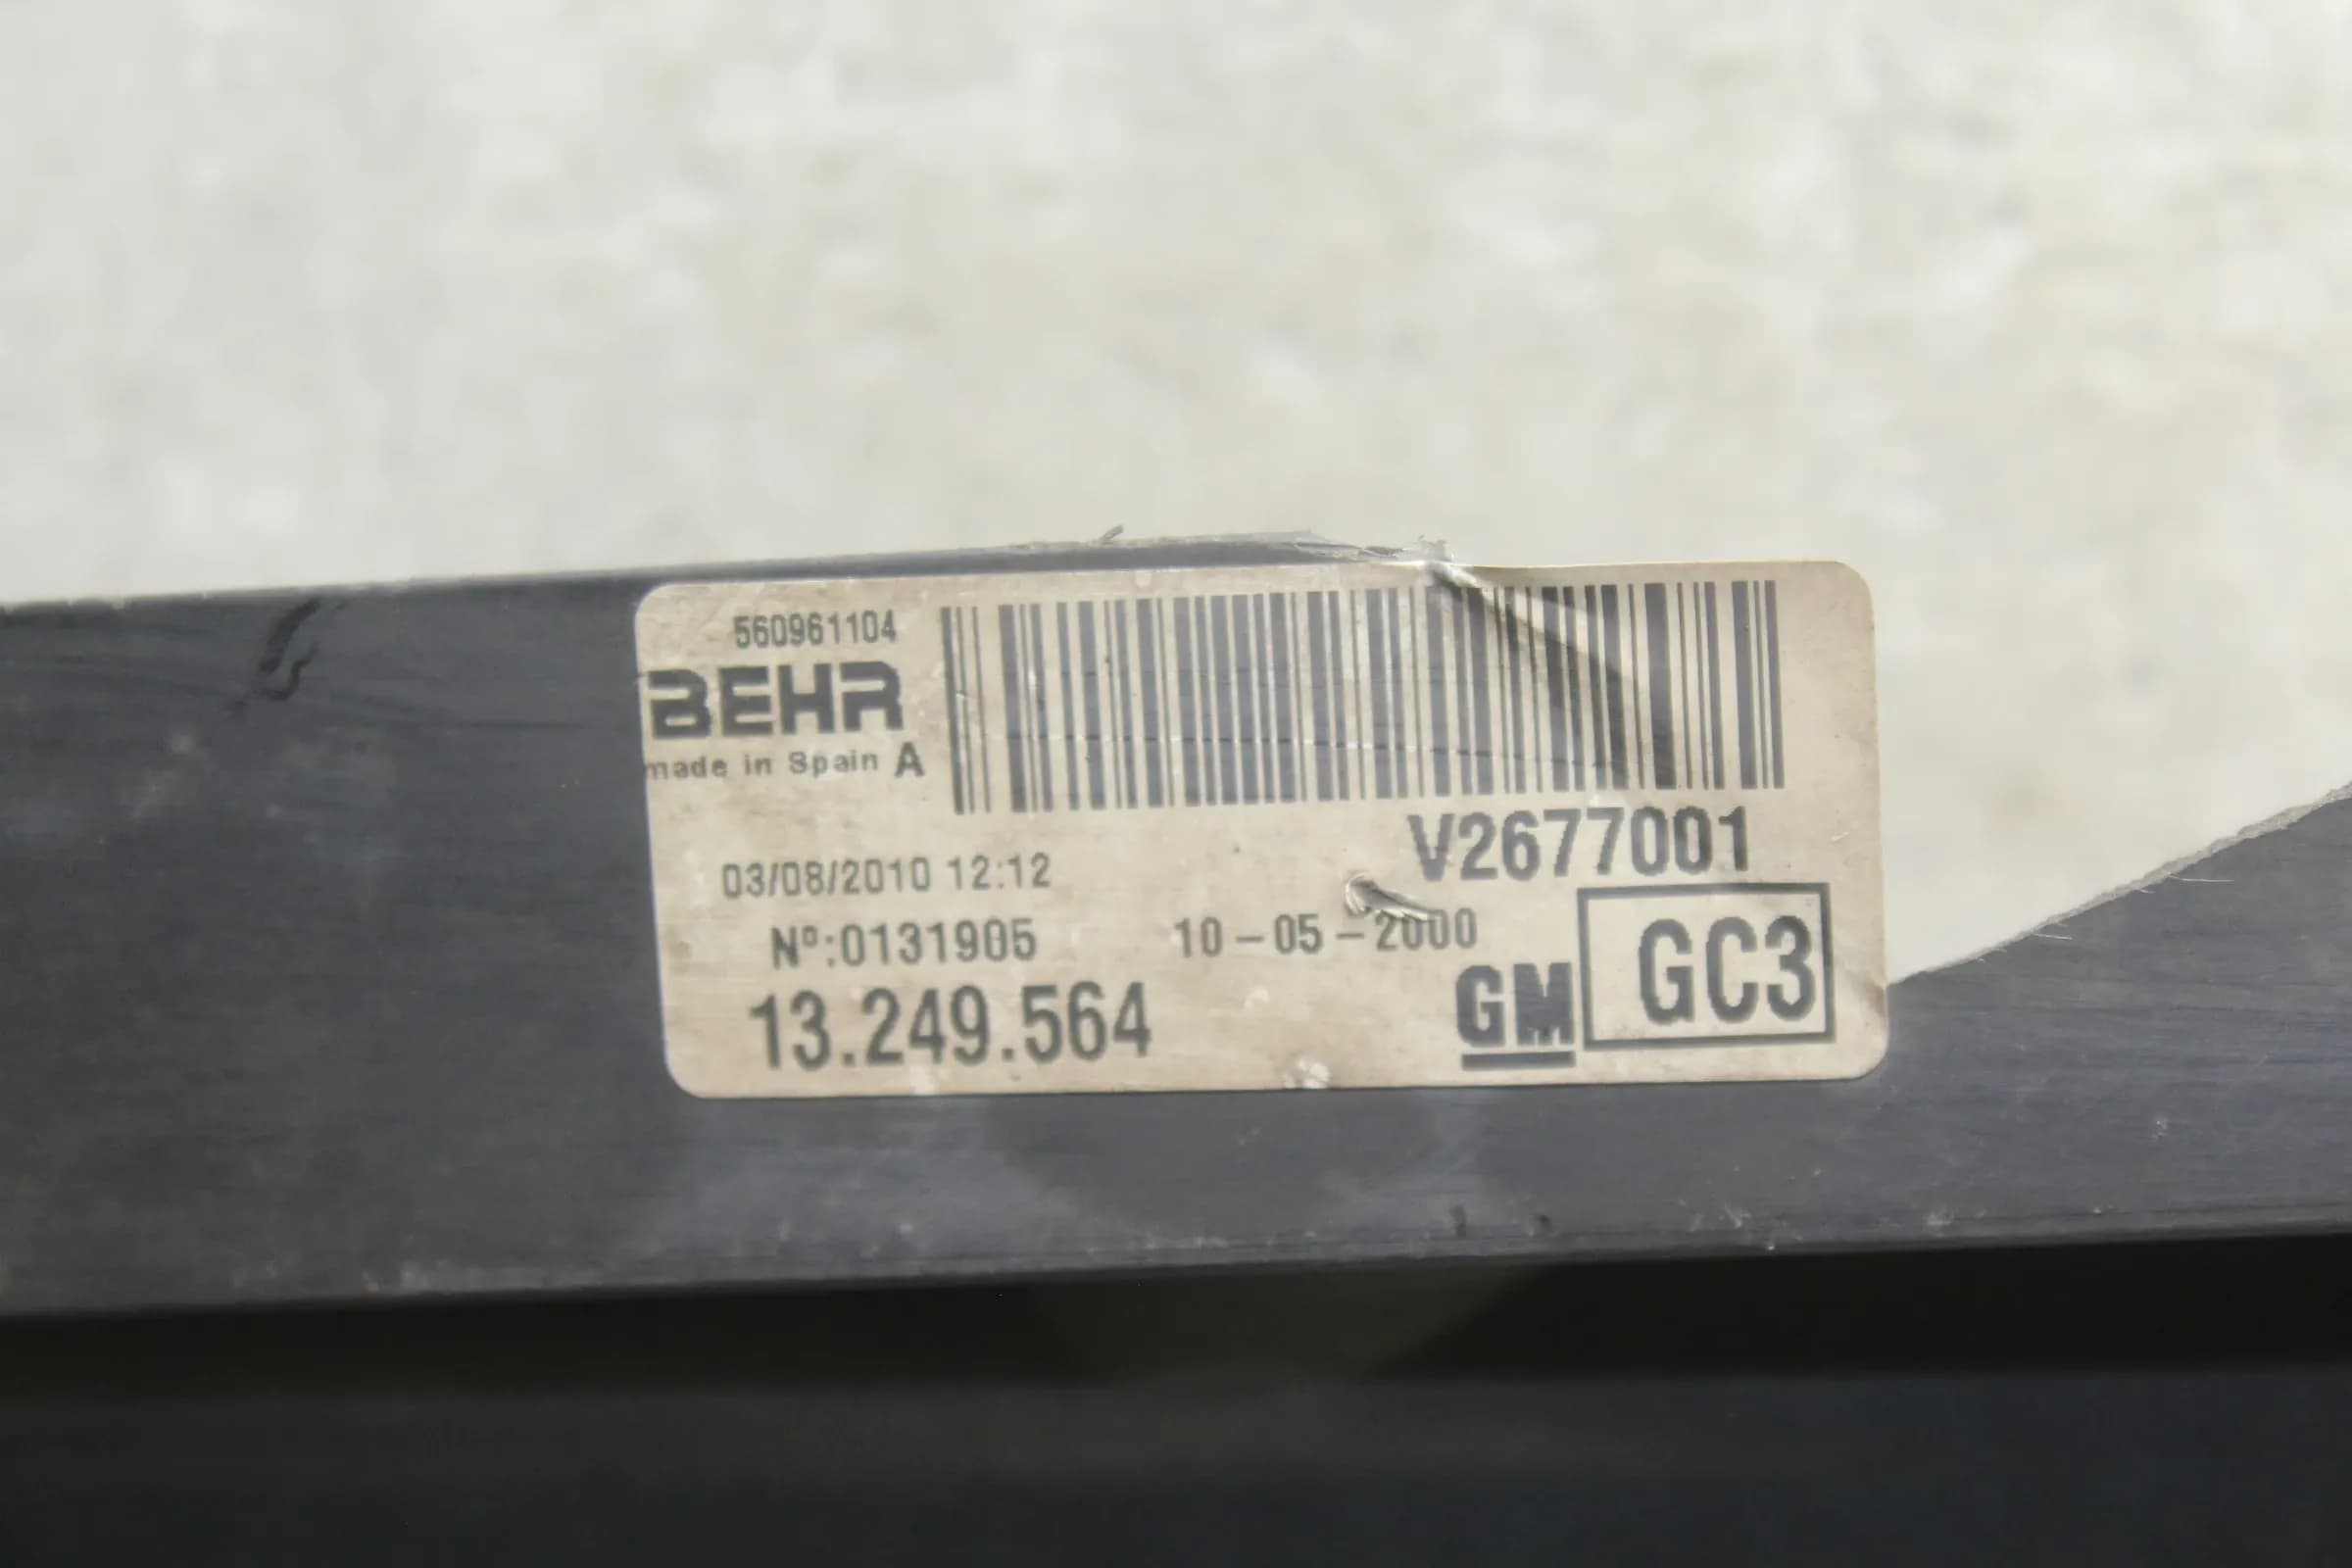 560961104
BEHR
made in Spain A
V2677001
03/08/2010 12:12
Nº:0131905 10-05-2000
GC3
GM
13.249.564